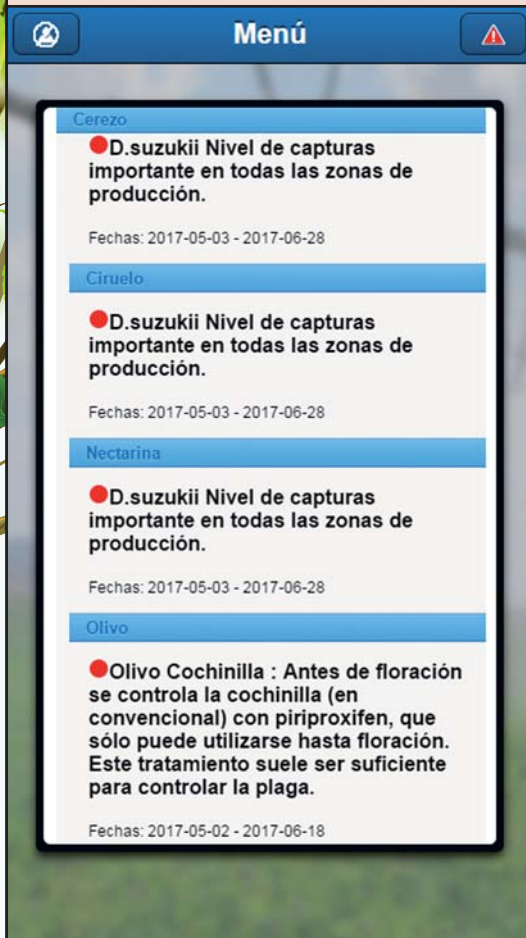 Menú
Cerezo
D.suzukii Nivel de capturas
importante en todas las zonas de
producción.
Fechas: 2017-05-03 - 2017-06-28
Ciruelo
D.suzukii Nivel de capturas
importante en todas las zonas de
producción.
Fechas: 2017-05-03 - 2017-06-28
Nectarina
D.suzukii Nivel de capturas
importante en todas las zonas de
producción.
Fechas: 2017-05-03 - 2017-06-28
Olivo
Olivo Cochinilla : Antes de floración
se controla la cochinilla (en
convencional) con piriproxifen, que
sólo puede utilizarse hasta floración.
Este tratamiento suele ser suficiente
para controlar la plaga.
Fechas: 2017-05-02 - 2017-06-18